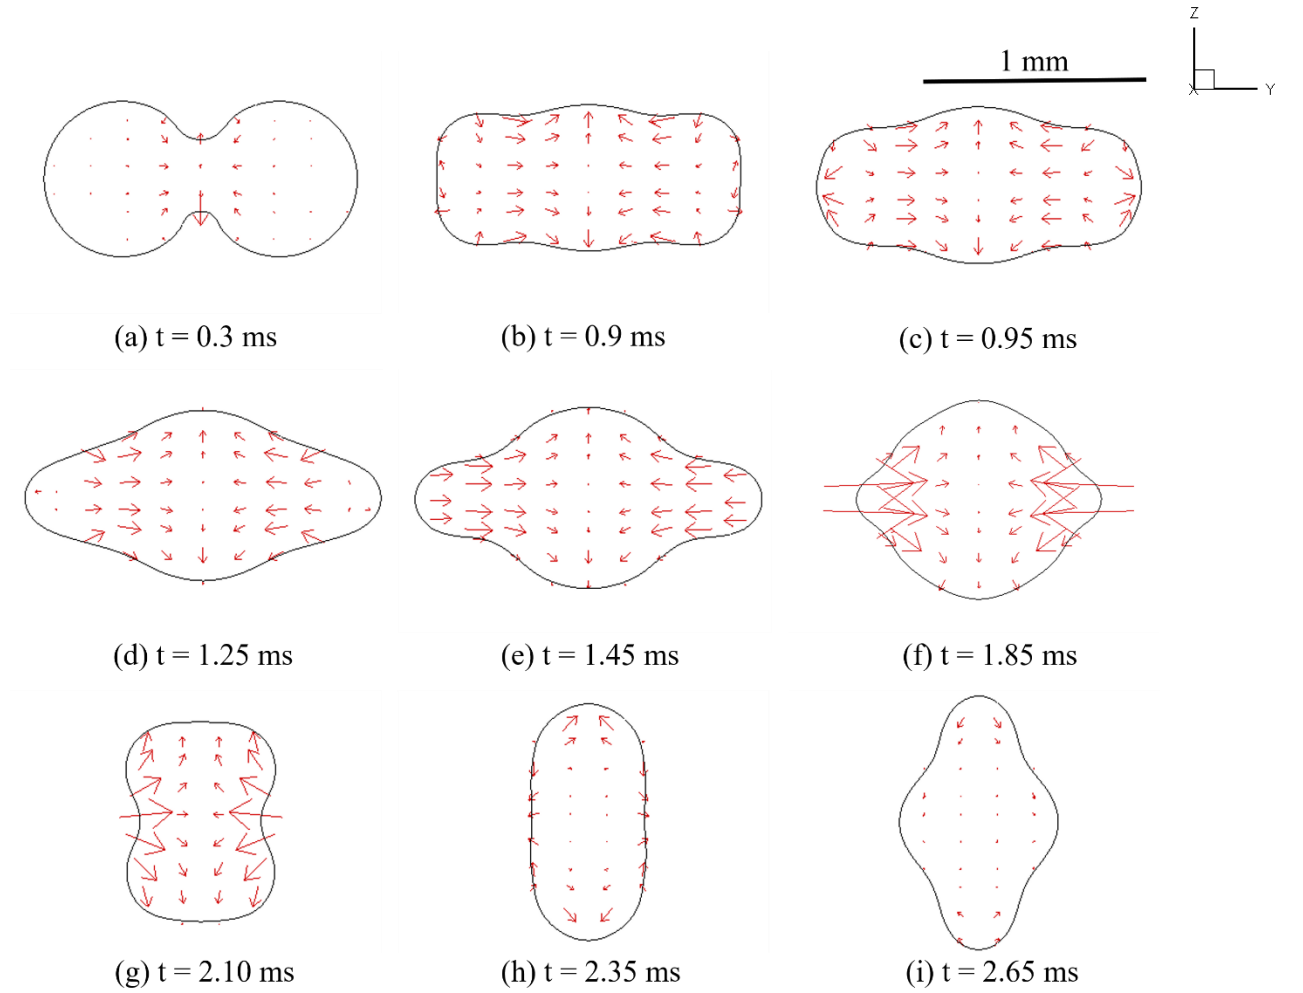 Z
1 mm
X
Y
(a) t = 0.3 ms
(b) t = 0.9 ms
(c) t = 0.95 ms
(d) t = 1.25 ms
(e) t = 1.45 ms
(f) t = 1.85 ms
(g) t = 2.10 ms
(h) t = 2.35 ms
(i) t = 2.65 ms